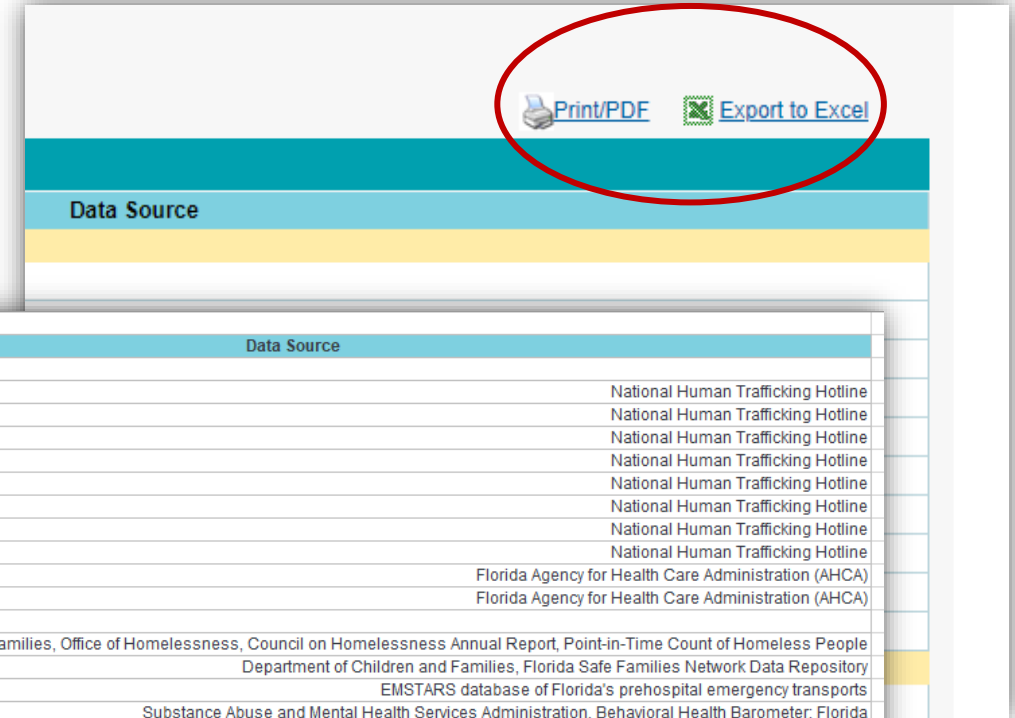 Print/PDF Export to Excel
Data Source
Data Source
National Human Trafficking Hotline
National Human Trafficking Hotline
National Human Trafficking Hotline
National Human Trafficking Hotline
National Human Trafficking Hotline
National Human Trafficking Hotline
National Human Trafficking Hotline
National Human Trafficking Hotline
Florida Agency for Health Care Administration (AHCA)
Florida Agency for Health Care Administration (AHCA)
amilies, Office of Homelessness, Council on Homelessness Annual Report, Point-in-Time Count of Homeless People
Department of Children and Families, Florida Safe Families Network Data Repository
EMSTARS database of Florida's prehospital emergency transports
Substance Abuse and Mental Health Services Administration, Behavioral Health Barometer: Florida